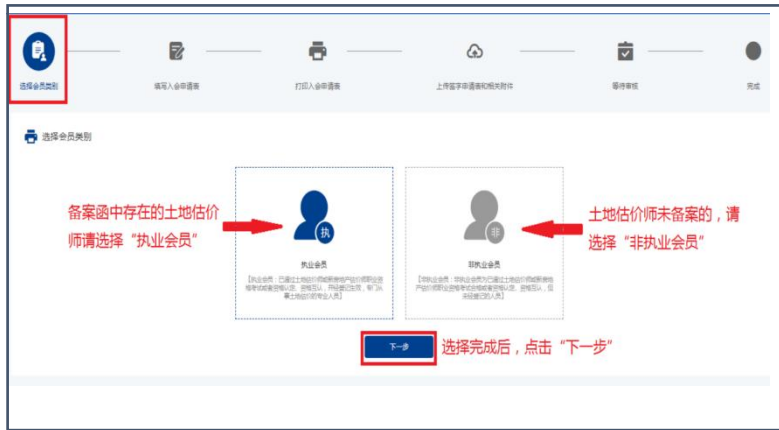 选择会员类别
填写入会申请表
打印入会申请表
上传签字申请表和相关附件
等待审核
完成
选择会员类别
备案函中存在的土地估价
师请选择“执业会员”
执
执业会员
非
非执业会员
土地估价师未备案的，请
选择“非执业会员”
下一步
选择完成后，点击“下一步”